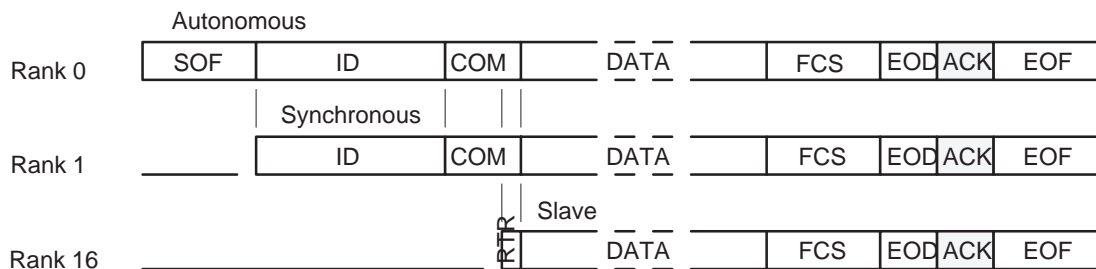 Autonomous
Rank 0 SOF ID COM DATA FCS EOD ACK EOF
Synchronous
Rank 1 ID COM DATA FCS EOD ACK EOF
Slave
Rank 16 RTR DATA FCS EOD ACK EOF